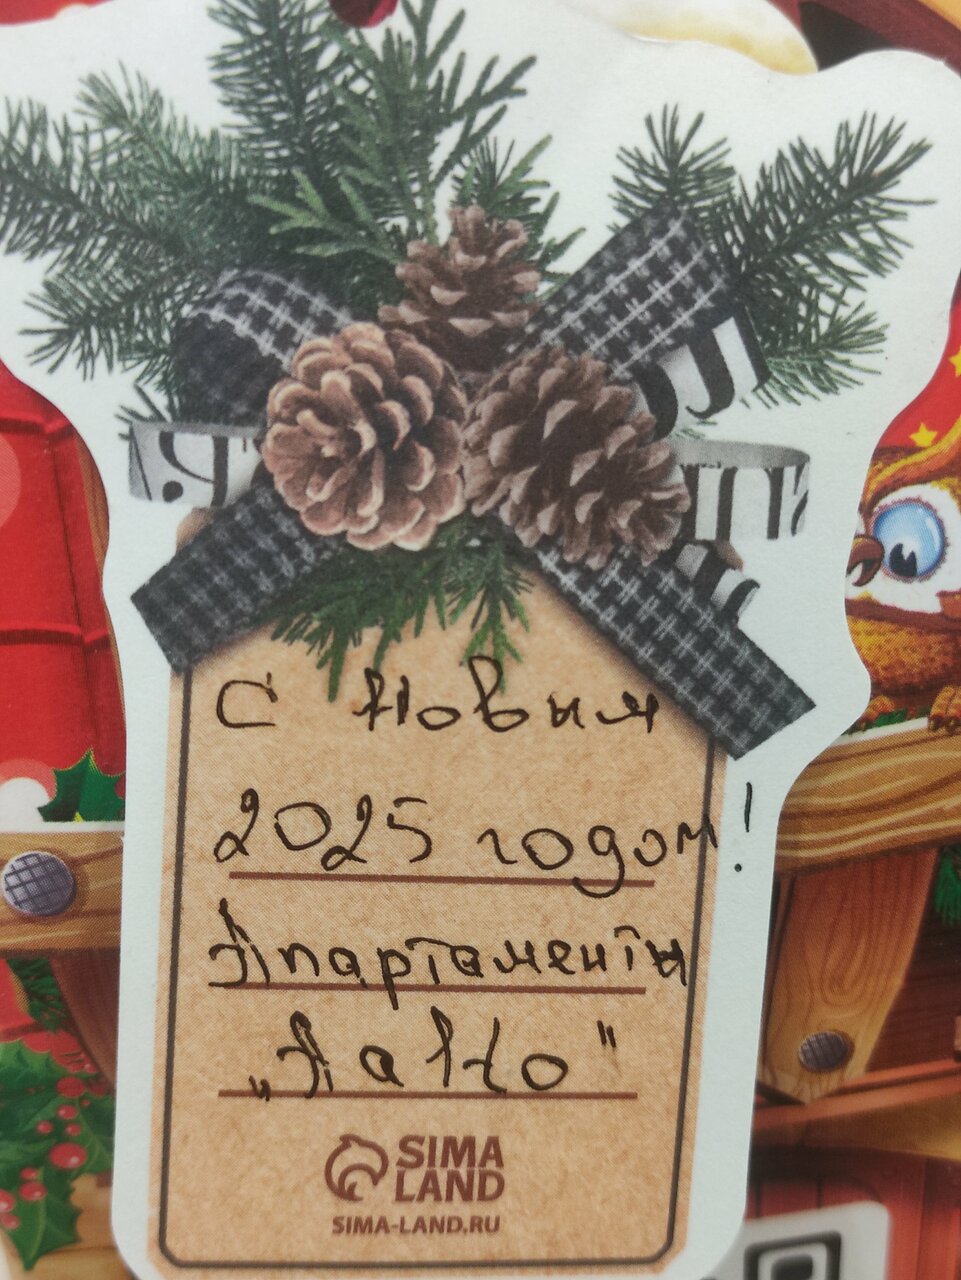 С Новым
2025 годом!
Апартаменты
„Aalto"
SIMA
LAND
SIMA-LAND.RU